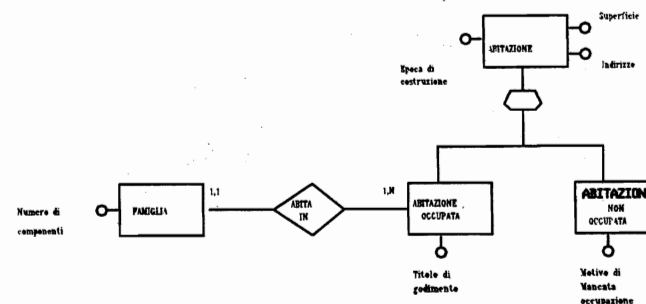 Superficie
ABITAZIONE
Epoca di
costruzione
Indirizzo
1,1
1,N
Numero di
componenti
FAMIGLIA
ABITA
IN
ABITAZIONE
OCCUPATA
ABITAZION
NON
OCCUPATA
Titolo di
godimento
Motivo di
Mancata
occupazione